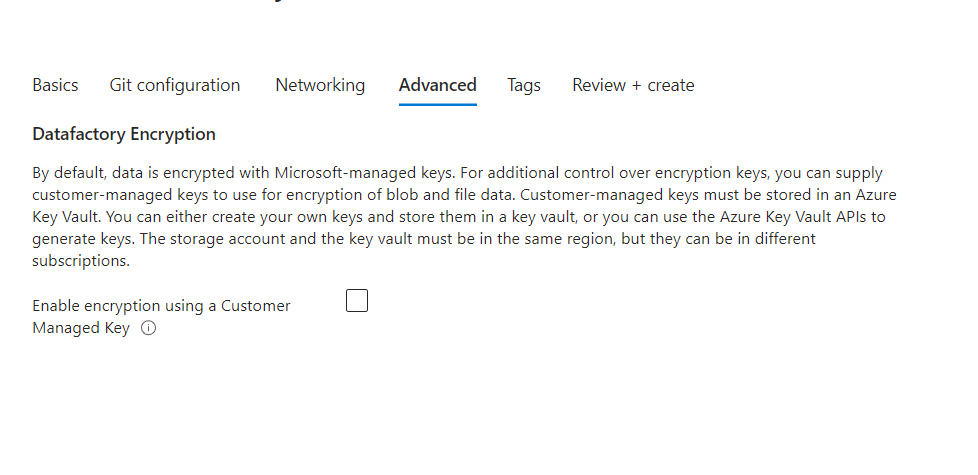 Basics Git configuration Networking Advanced Tags Review + create
Datafactory Encryption
By default, data is encrypted with Microsoft-managed keys. For additional control over encryption keys, you can supply
customer-managed keys to use for encryption of blob and file data. Customer-managed keys must be stored in an Azure
Key Vault. You can either create your own keys and store them in a key vault, or you can use the Azure Key Vault APIs to
generate keys. The storage account and the key vault must be in the same region, but they can be in different
subscriptions.
Enable encryption using a Customer
Managed Key